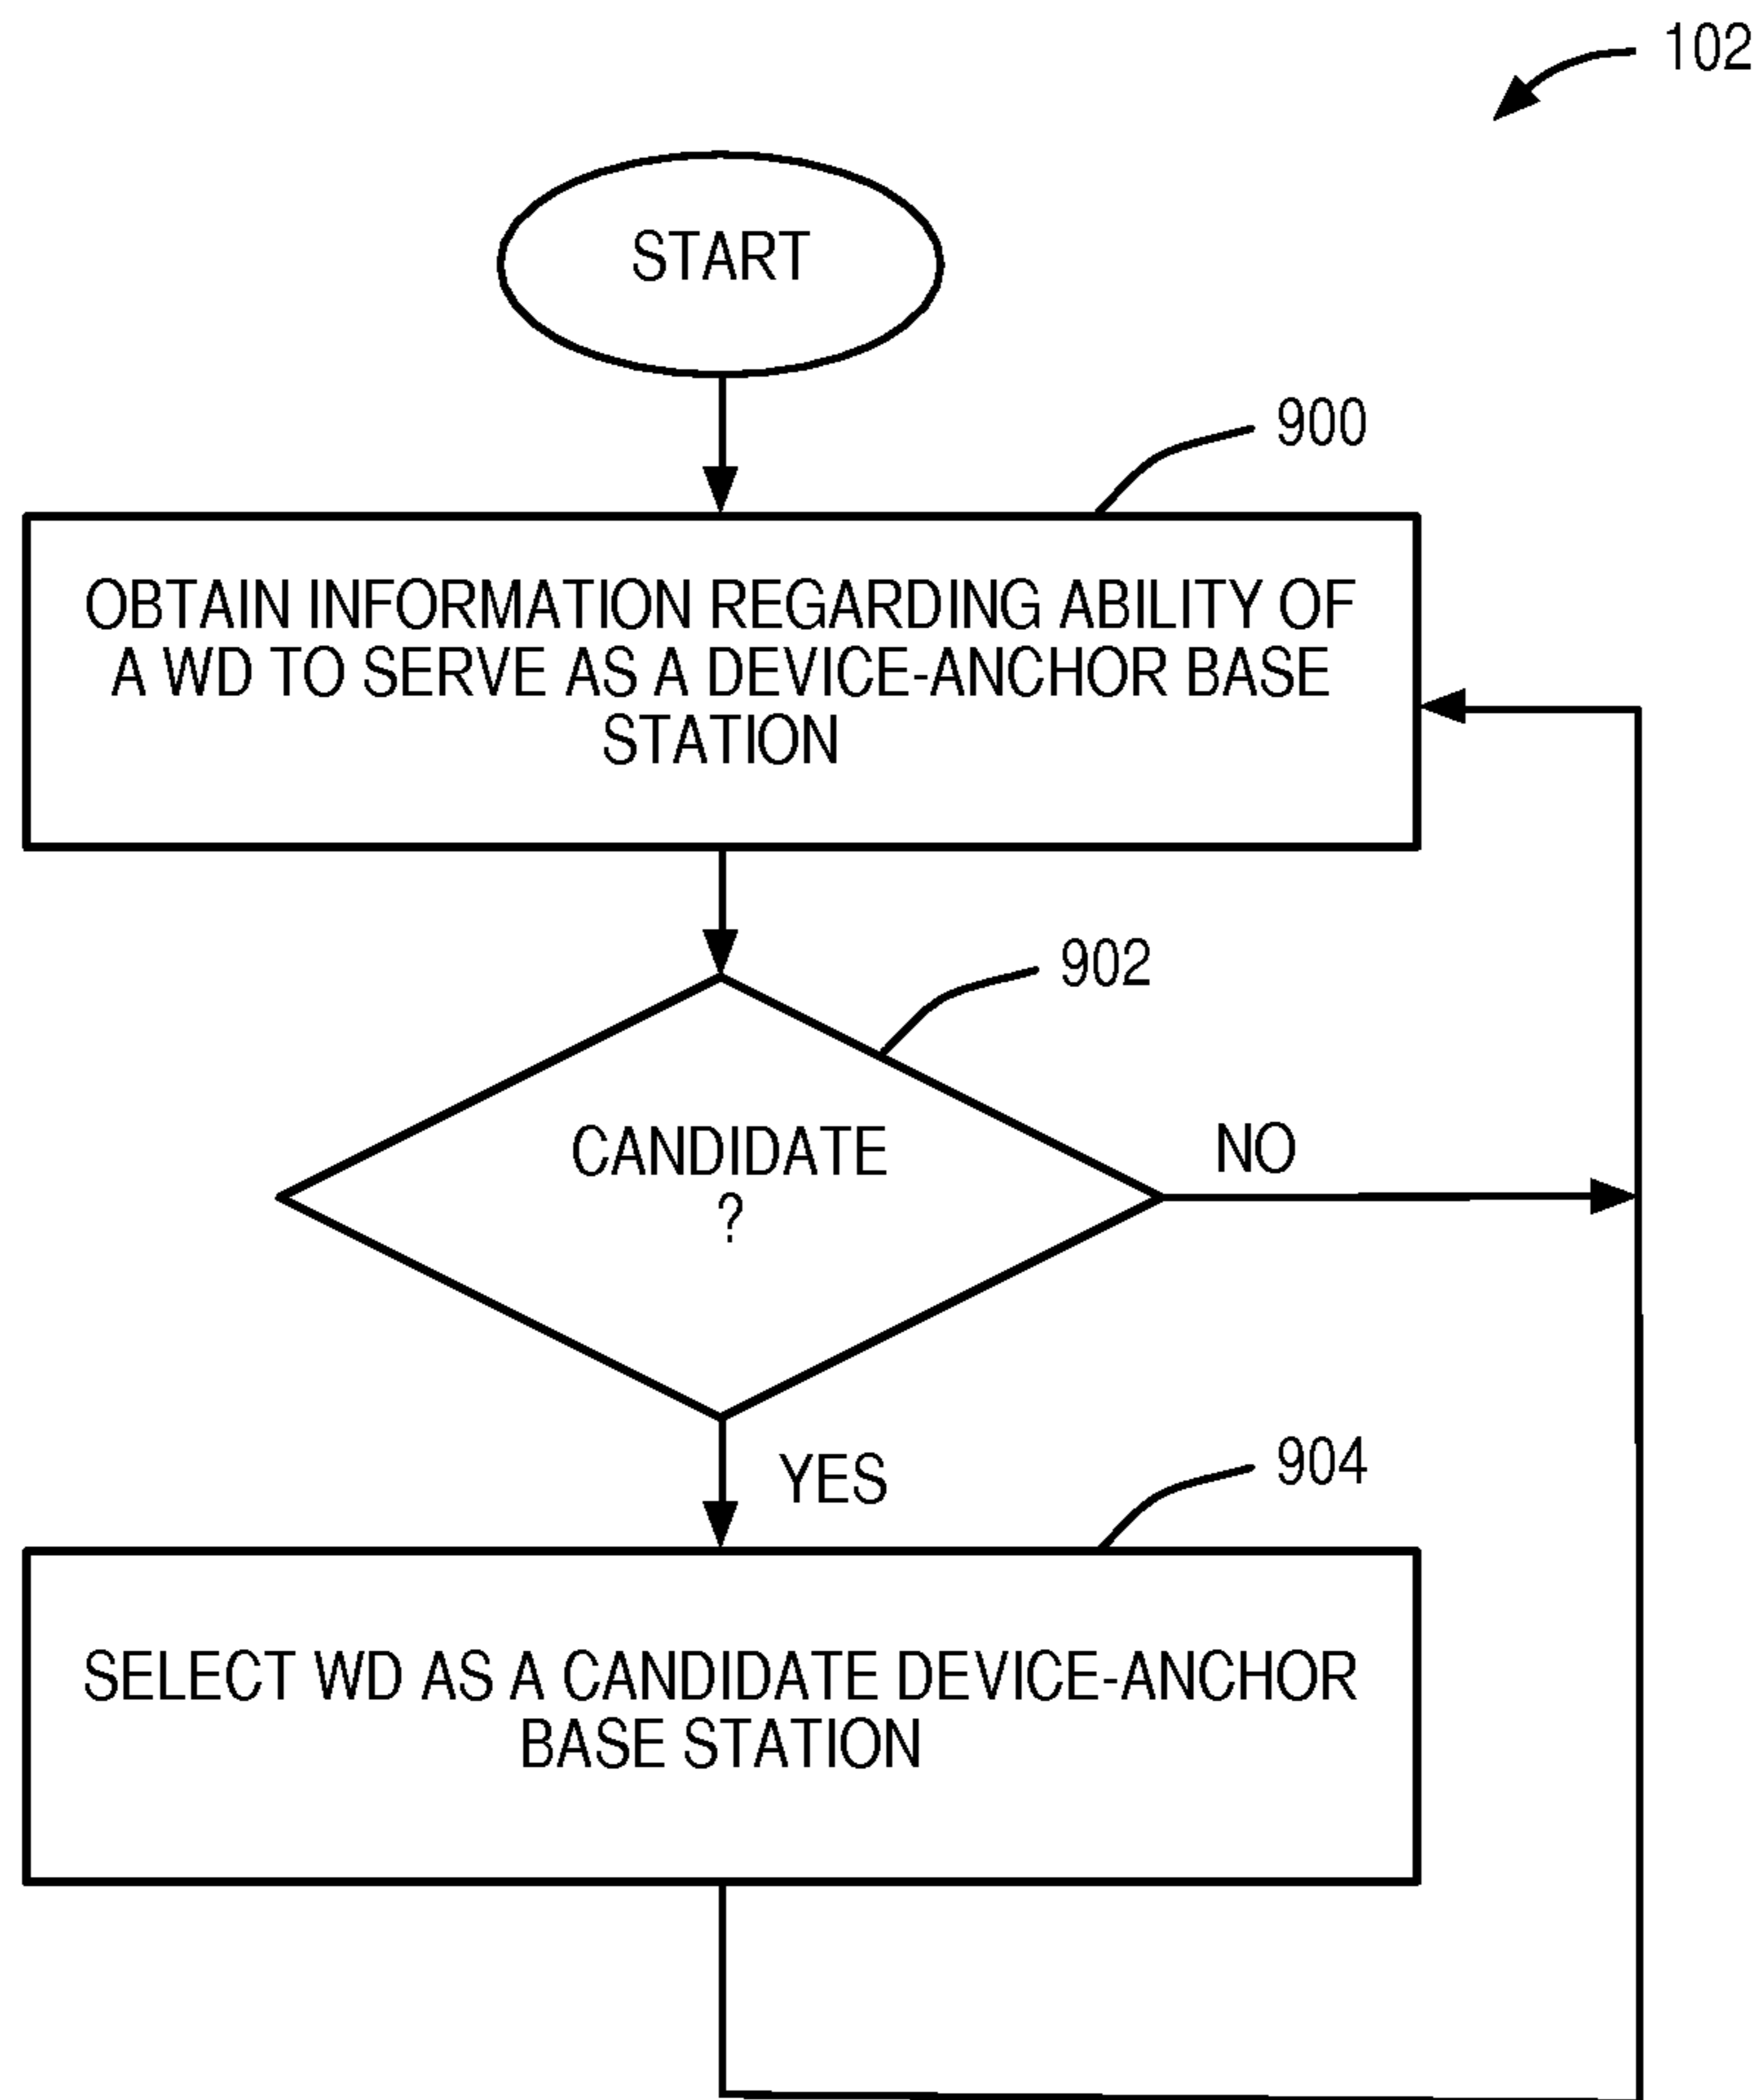 102
START
900
OBTAIN INFORMATION REGARDING ABILITY OF
A WD TO SERVE AS A DEVICE-ANCHOR BASE
STATION
902
CANDIDATE
?
NO
YES
904
SELECT WD AS A CANDIDATE DEVICE-ANCHOR
BASE STATION